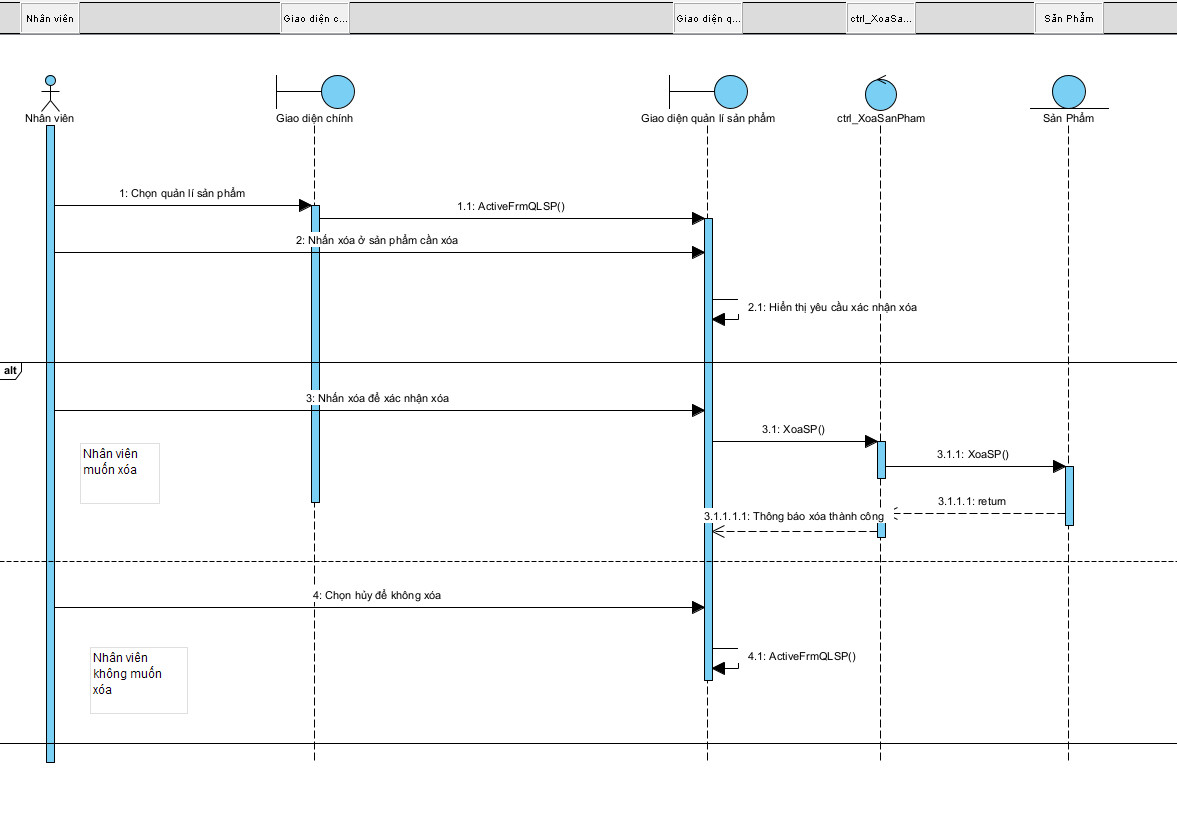 Nhân viên
Giao diện c...
Giao diện q...
ctrl_XoaSa...
Sản Phẩm
Nhân viên
Giao diện chính
Giao diện quản lí sản phẩm
ctrl_XoaSanPham
Sản Phẩm
1: Chọn quản lí sản phẩm
1.1: ActiveFrmQLSP()
2: Nhấn xóa ở sản phẩm cần xóa
2.1: Hiển thị yêu cầu xác nhận xóa
alt
3: Nhấn xóa để xác nhận xóa
3.1: XoaSP()
Nhân viên
muốn xóa
3.1.1: XoaSP()
3.1.1.1: return
3.1.1.1.1: Thông báo xóa thành công
4: Chọn hủy để không xóa
Nhân viên
không muốn
xóa
4.1: ActiveFrmQLSP()